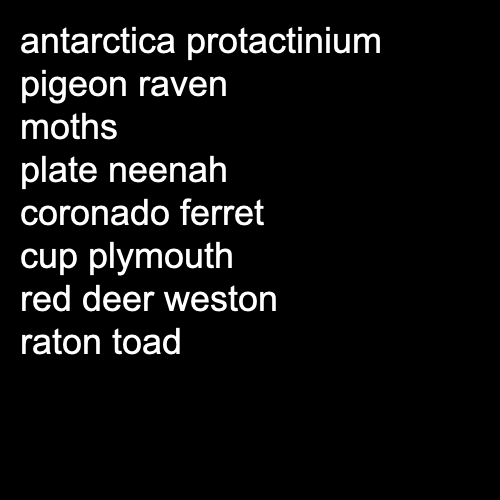 antarctica protactinium
pigeon raven
moths
plate neenah
coronado ferret
cup plymouth
red deer weston
raton toad